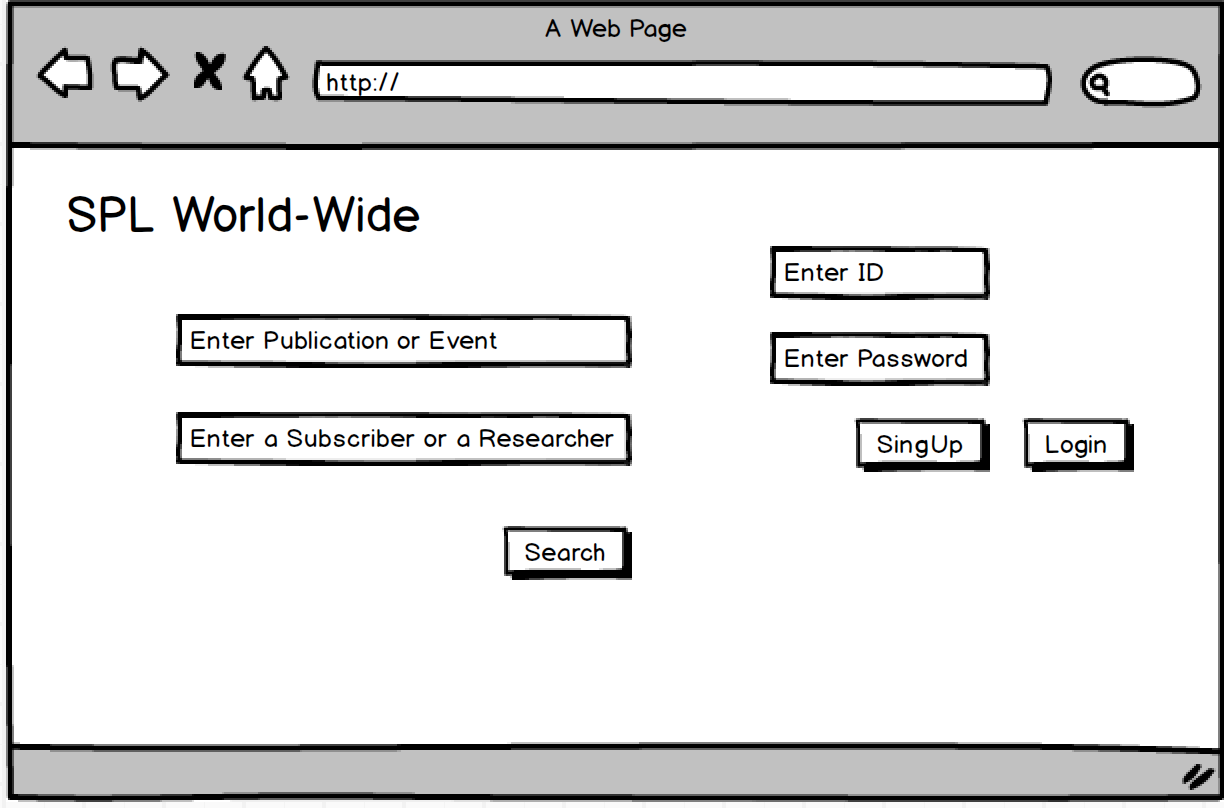 A Web Page
http://
SPL World-Wide
Enter ID
Enter Publication or Event
Enter Password
Enter a Subscriber or a Researcher
SingUp
Login
Search